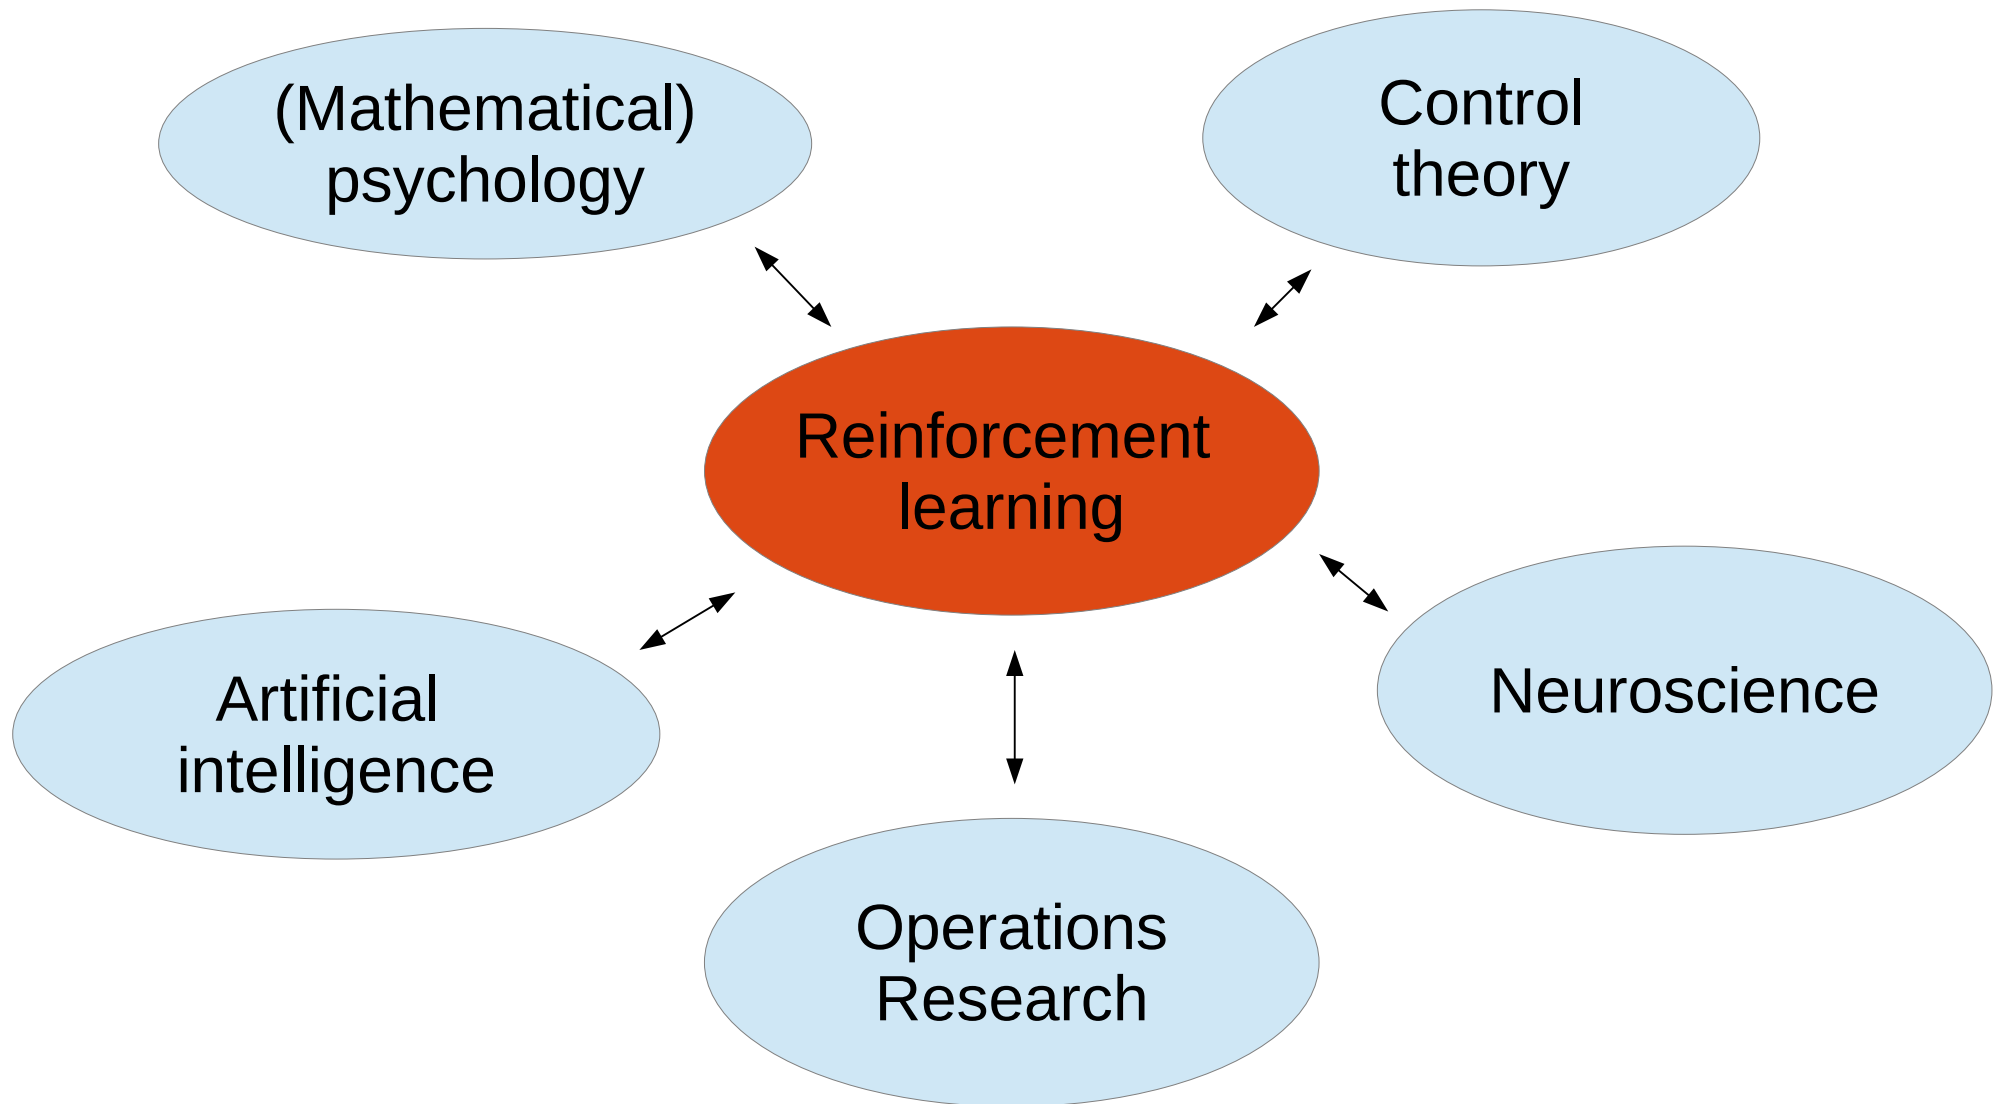 (Mathematical)
psychology
Control
theory
Reinforcement
learning
Artificial
intelligence
Neuroscience
Operations
Research